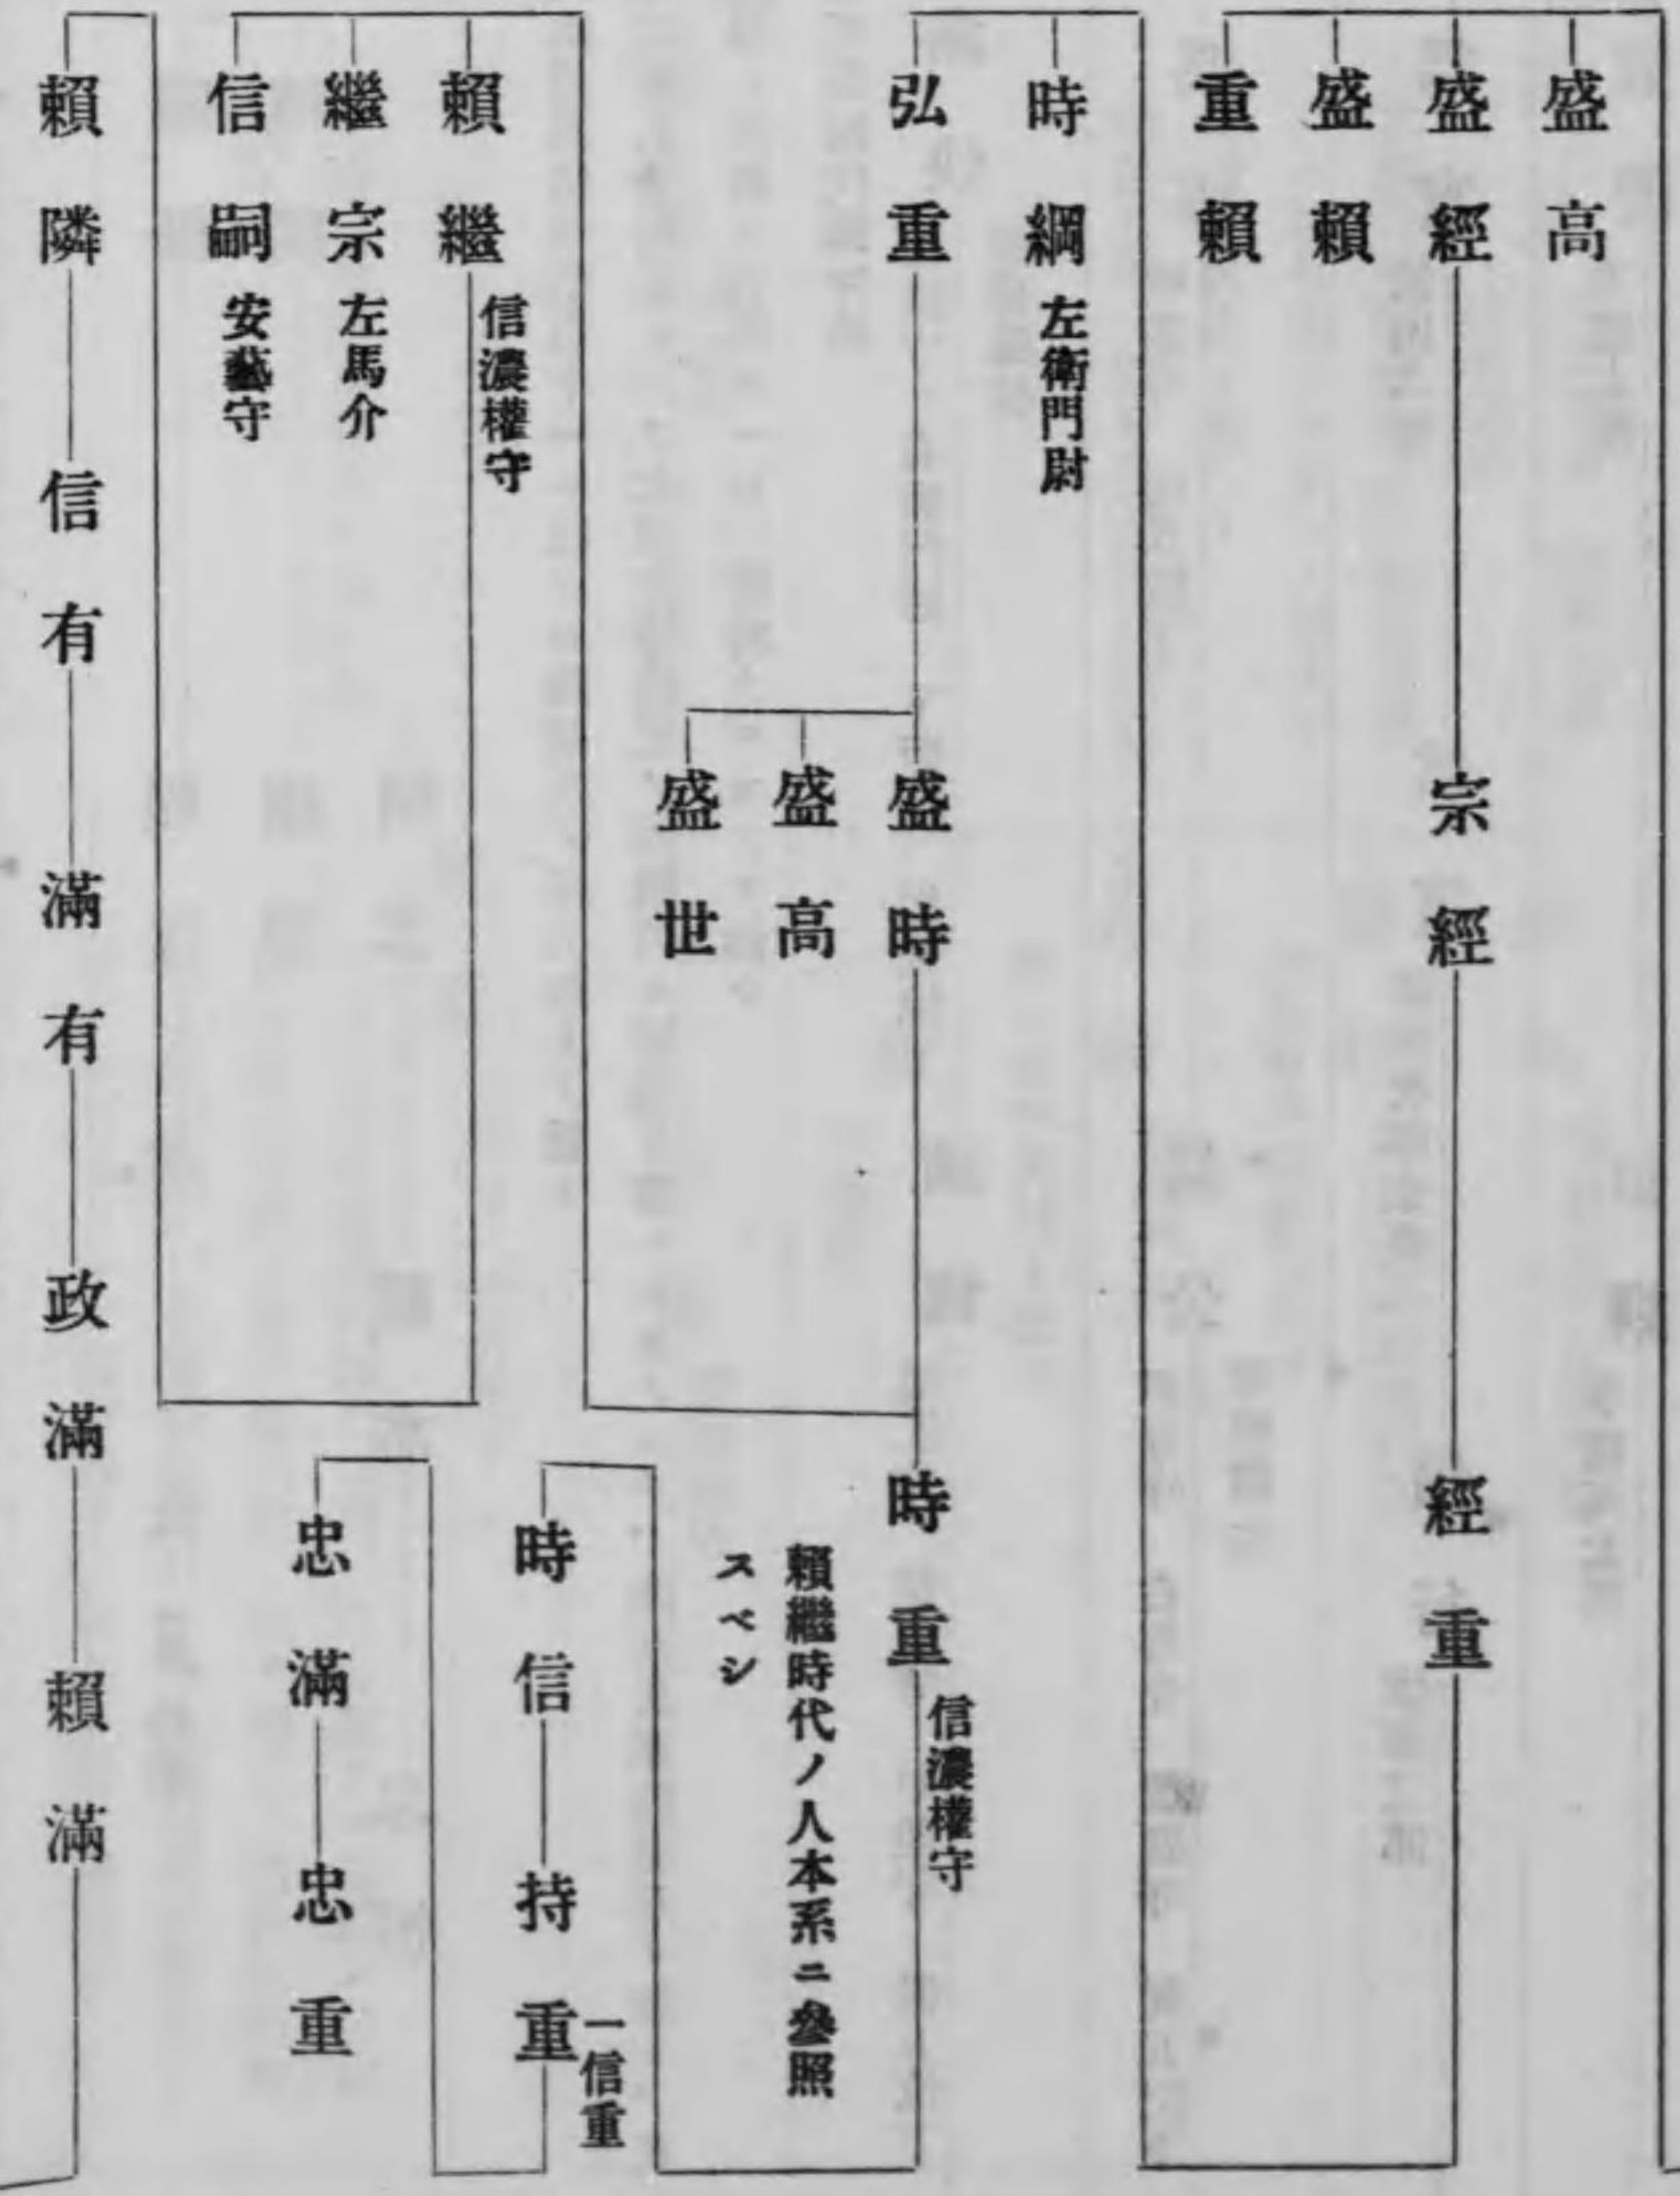 盛高
盛經
宗經
經重
盛賴
重賴
時綱 左衛門尉
弘重
盛時
時重 信濃權守
賴繼時代ノ人本系ニ參照
スベシ
盛高
盛世
時信
持重 一信重
忠滿
忠重
賴繼 信濃權守
繼宗 左馬介
信嗣 安藝守
賴隣
信有
滿有
政滿
賴滿